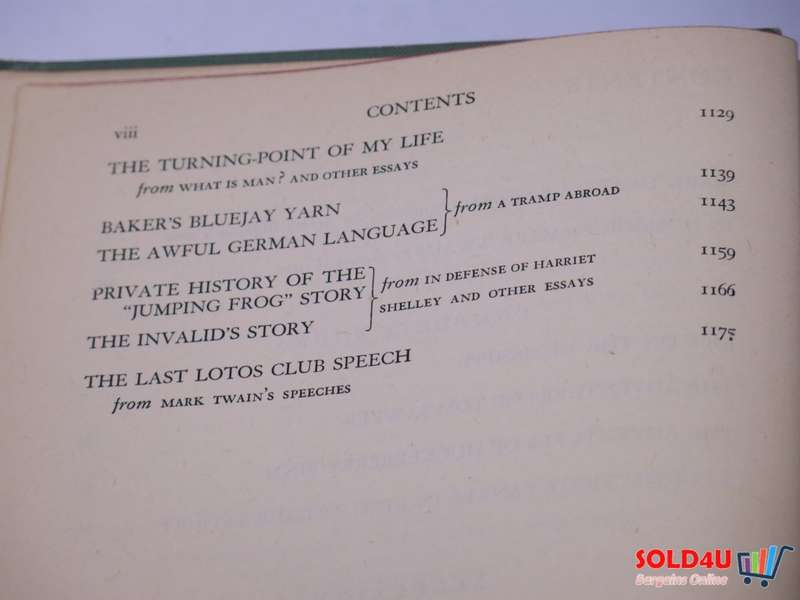 viii CONTENTS
THE TURNING-POINT OF MY LIFE 1129
from WHAT IS MAN? AND OTHER ESSAYS
BAKER'S BLUEJAY YARN 1139
THE AWFUL GERMAN LANGUAGE from A TRAMP ABROAD 1143
PRIVATE HISTORY OF THE
"JUMPING FROG" STORY 1159
from IN DEFENSE OF HARRIET
SHELLEY AND OTHER ESSAYS
THE INVALID'S STORY 1166
THE LAST LOTOS CLUB SPEECH 1175
from MARK TWAIN'S SPEECHES
SOLD4U
Bargains Online